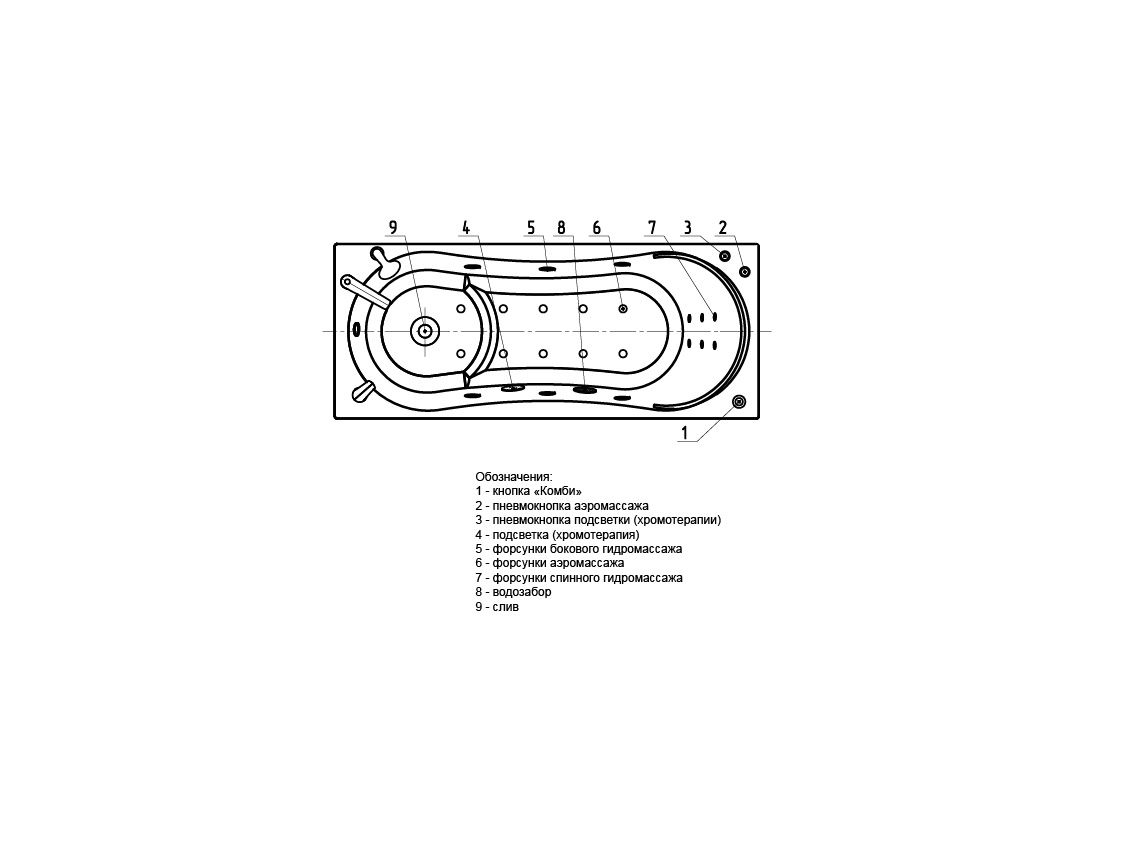 9 4 5 8 6 7 3 2
1
Обозначения:
1 - кнопка «Комби»
2 - пневмокнопка аэромассажа
3 - пневмокнопка подсветки (хромотерапии)
4 - подсветка (хромотерапия)
5 - форсунки бокового гидромассажа
6 - форсунки аэромассажа
7 - форсунки спинного гидромассажа
8 - водозабор
9 - слив